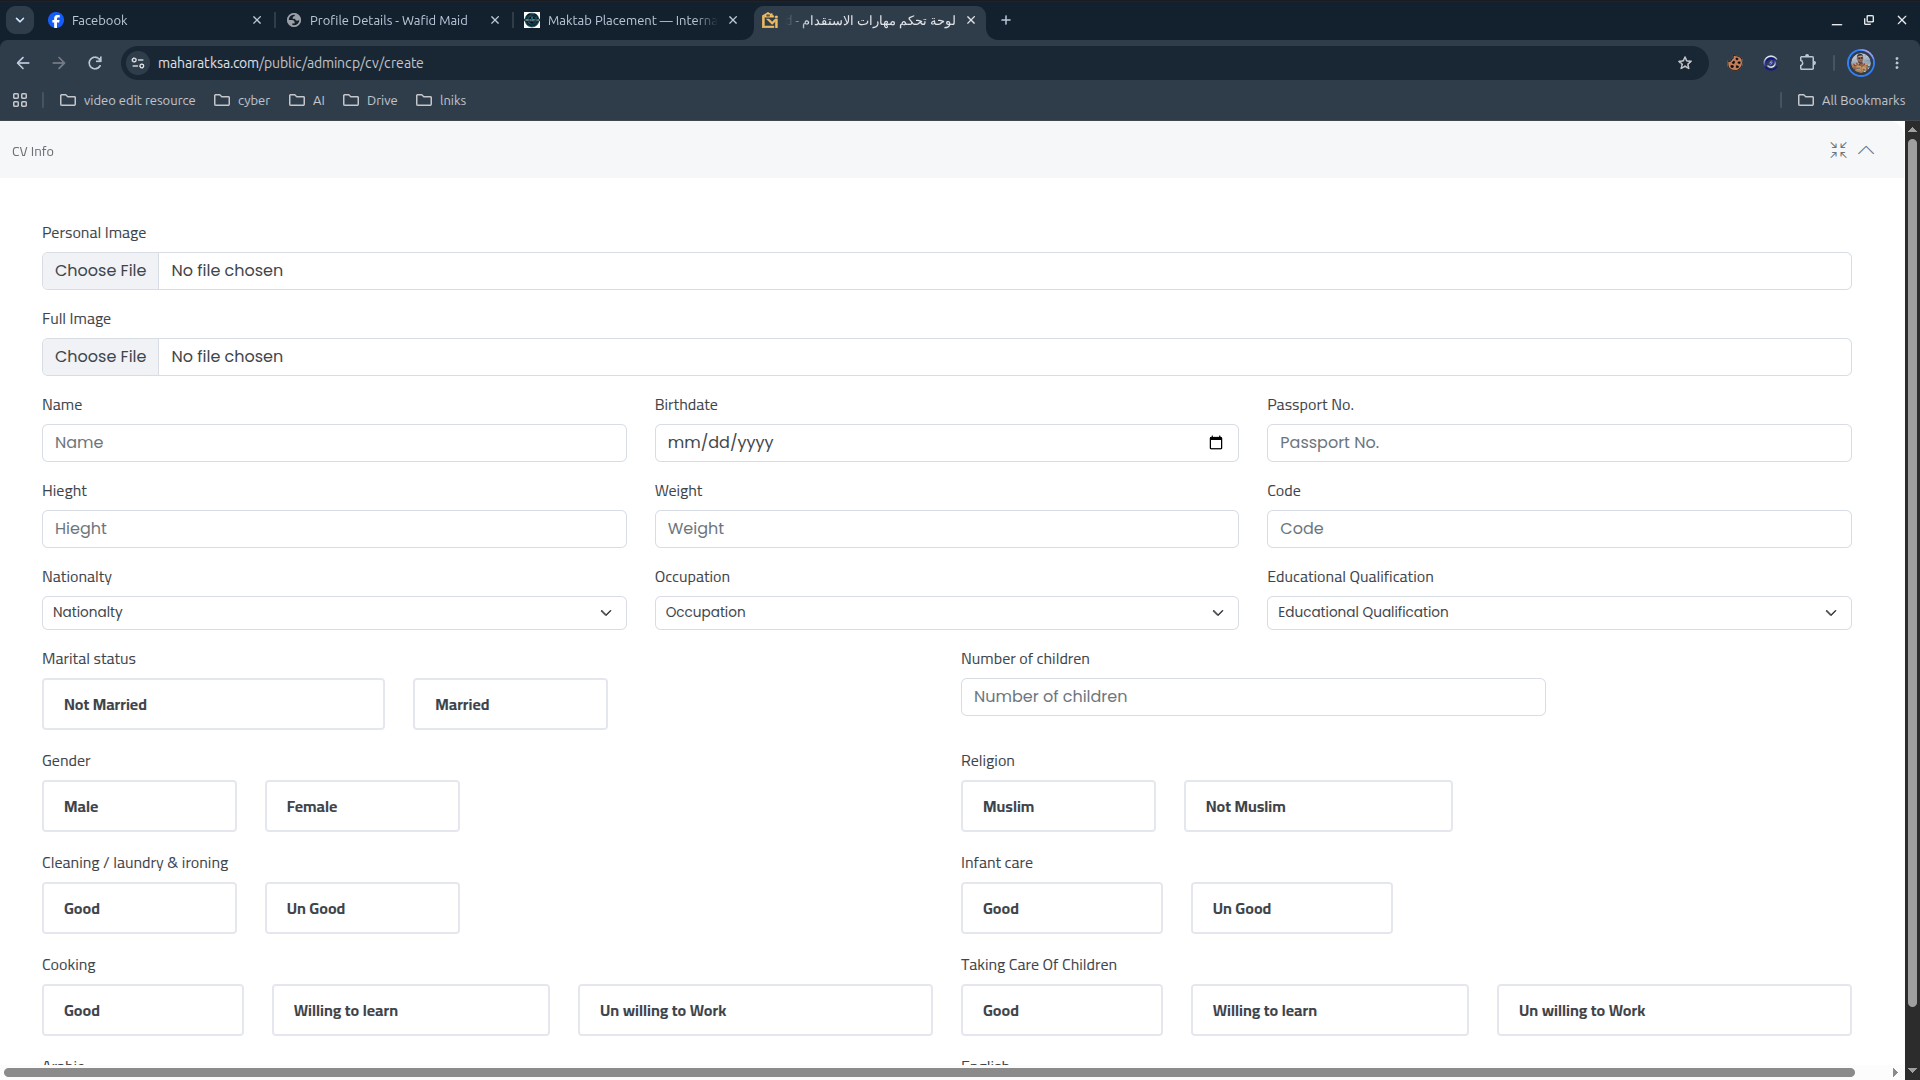 Facebook
Profile Details - Wafid Maid
Maktab Placement — Interna
لوحة تحكم مهارات الاستقدام -
maharatksa.com/public/admincp/cv/create
video edit resource
cyber
AI
Drive
lniks
All Bookmarks
CV Info
Personal Image
Choose File No file chosen
Full Image
Choose File No file chosen
Name Birthdate Passport No.
Name mm/dd/yyyy Passport No.
Hieght Weight Code
Hieght Weight Code
Nationalty Occupation Educational Qualification
Nationalty Occupation Educational Qualification
Marital status Number of children
Not Married Married Number of children
Gender Religion
Male Female Muslim Not Muslim
Cleaning / laundry & ironing Infant care
Good Un Good Good Un Good
Cooking Taking Care Of Children
Good Willing to learn Un willing to Work Good Willing to learn Un willing to Work
Arabic English